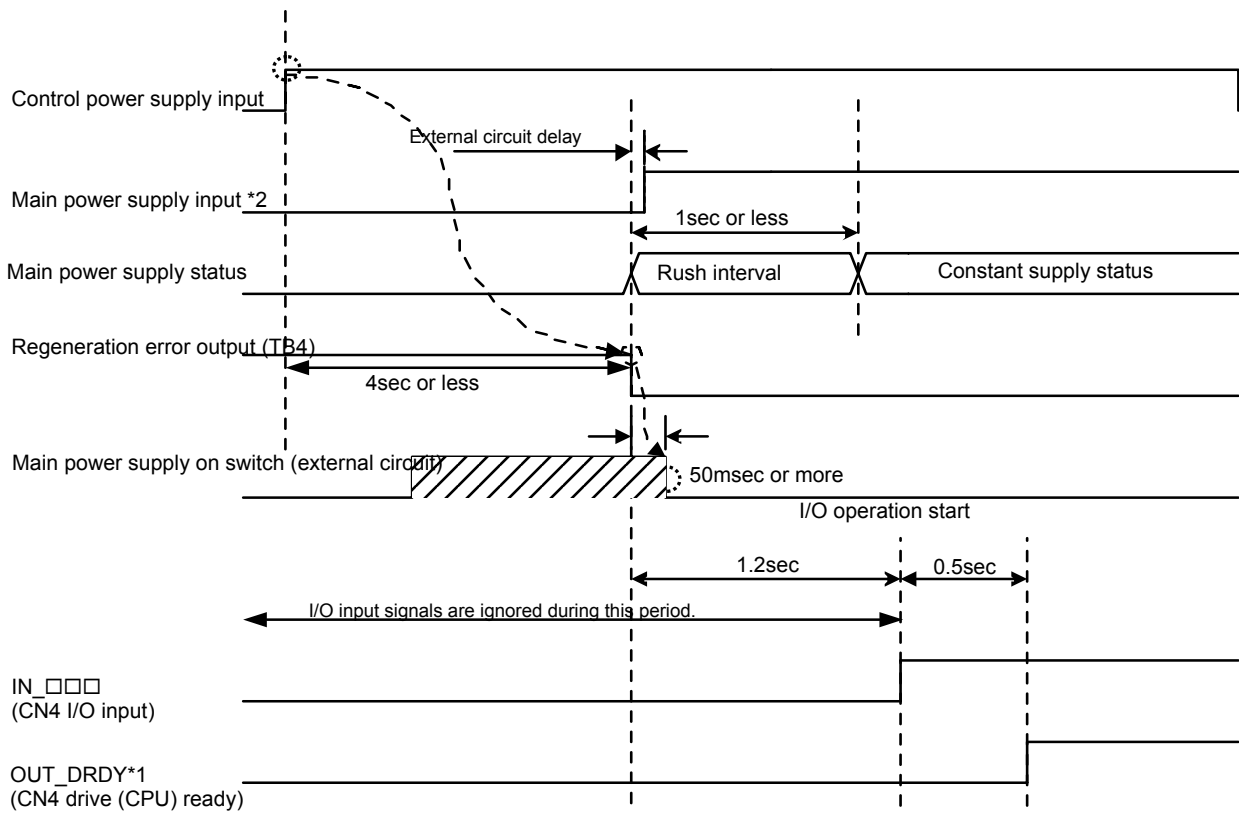 Control power supply input
External circuit delay
Main power supply input *2
1sec or less
Main power supply status
Rush interval
Constant supply status
Regeneration error output (TB4)
4sec or less
Main power supply on switch (external circuit)
50msec or more
I/O operation start
1.2sec
0.5sec
I/O input signals are ignored during this period.
IN_□□□
(CN4 I/O input)
OUT_DRDY*1
(CN4 drive (CPU) ready)